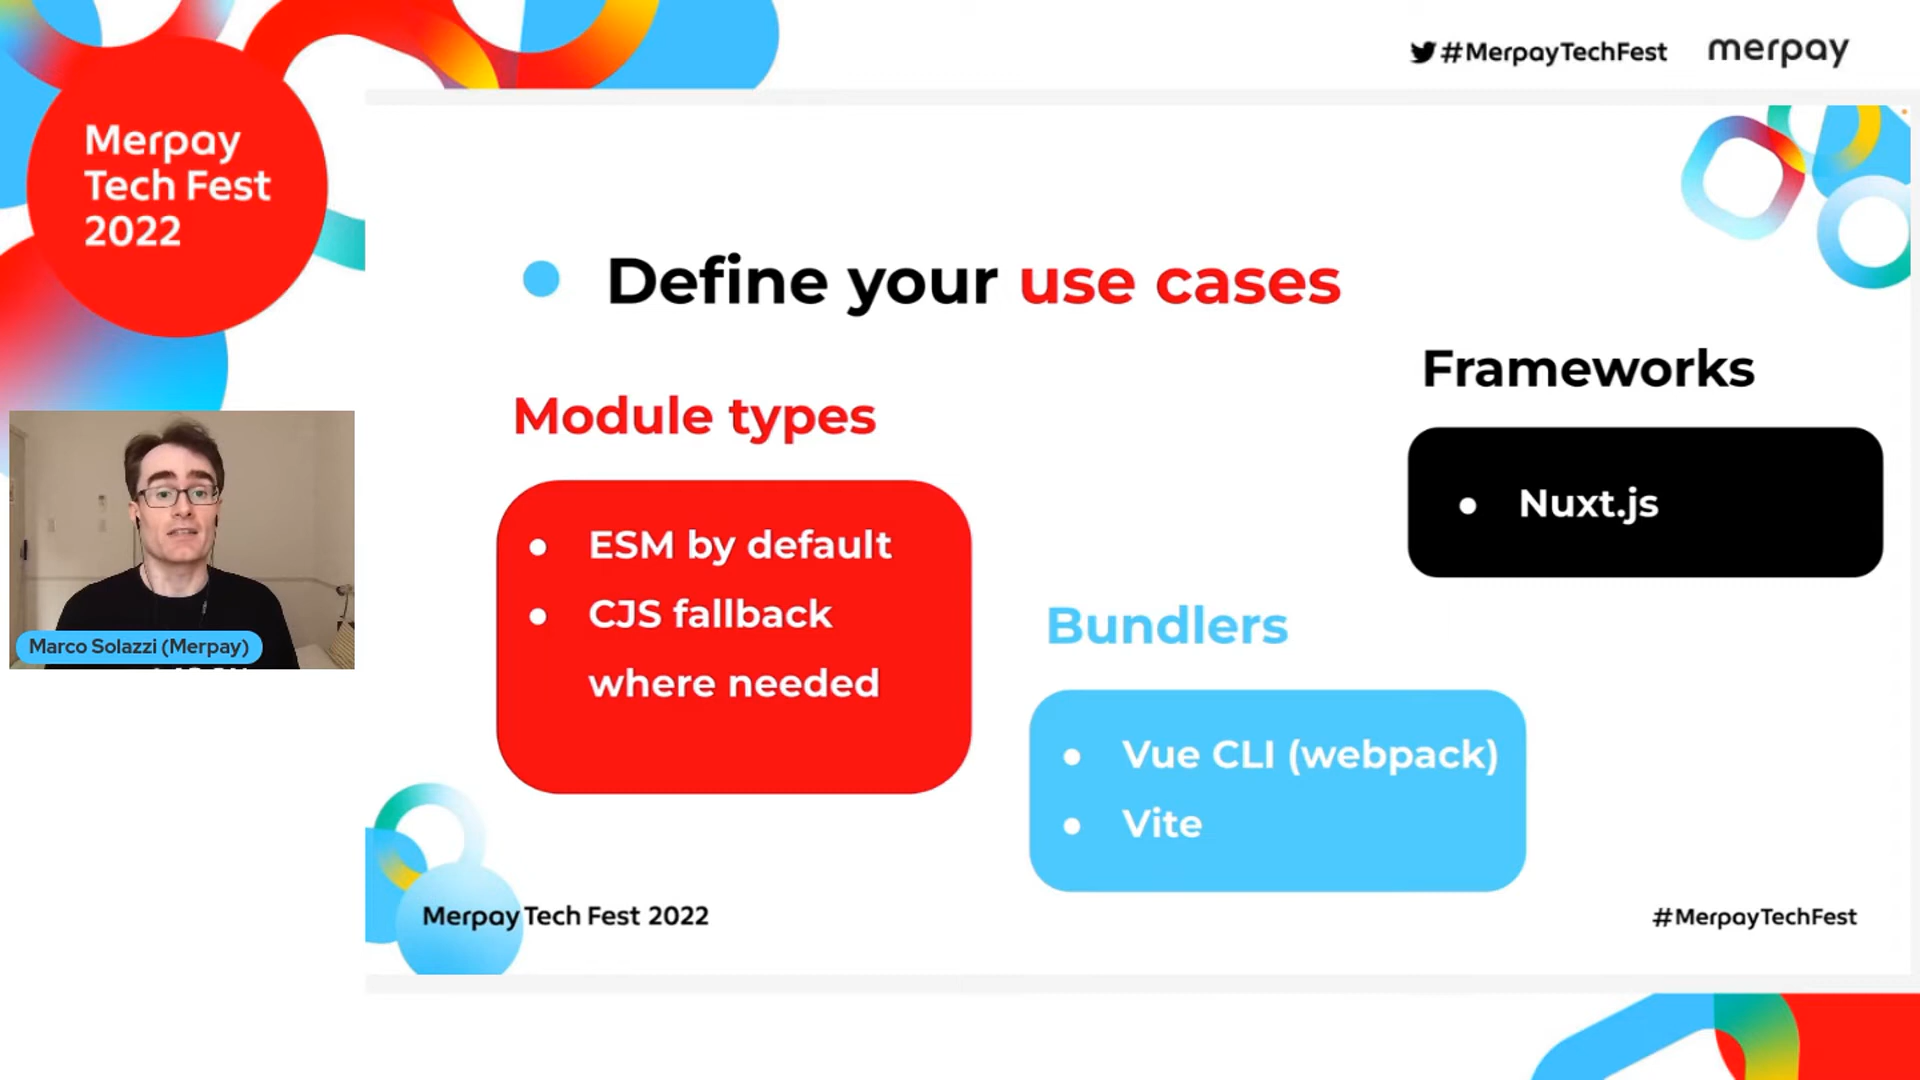 #MerpayTechFest
merpay
Merpay
Tech Fest
2022
Define your use cases
Frameworks
Module types
Nuxt.js
ESM by default
CJS fallback
where needed
Bundlers
Vue CLI (webpack)
Vite
Marco Solazzi (Merpay)
Merpay Tech Fest 2022
#MerpayTechFest